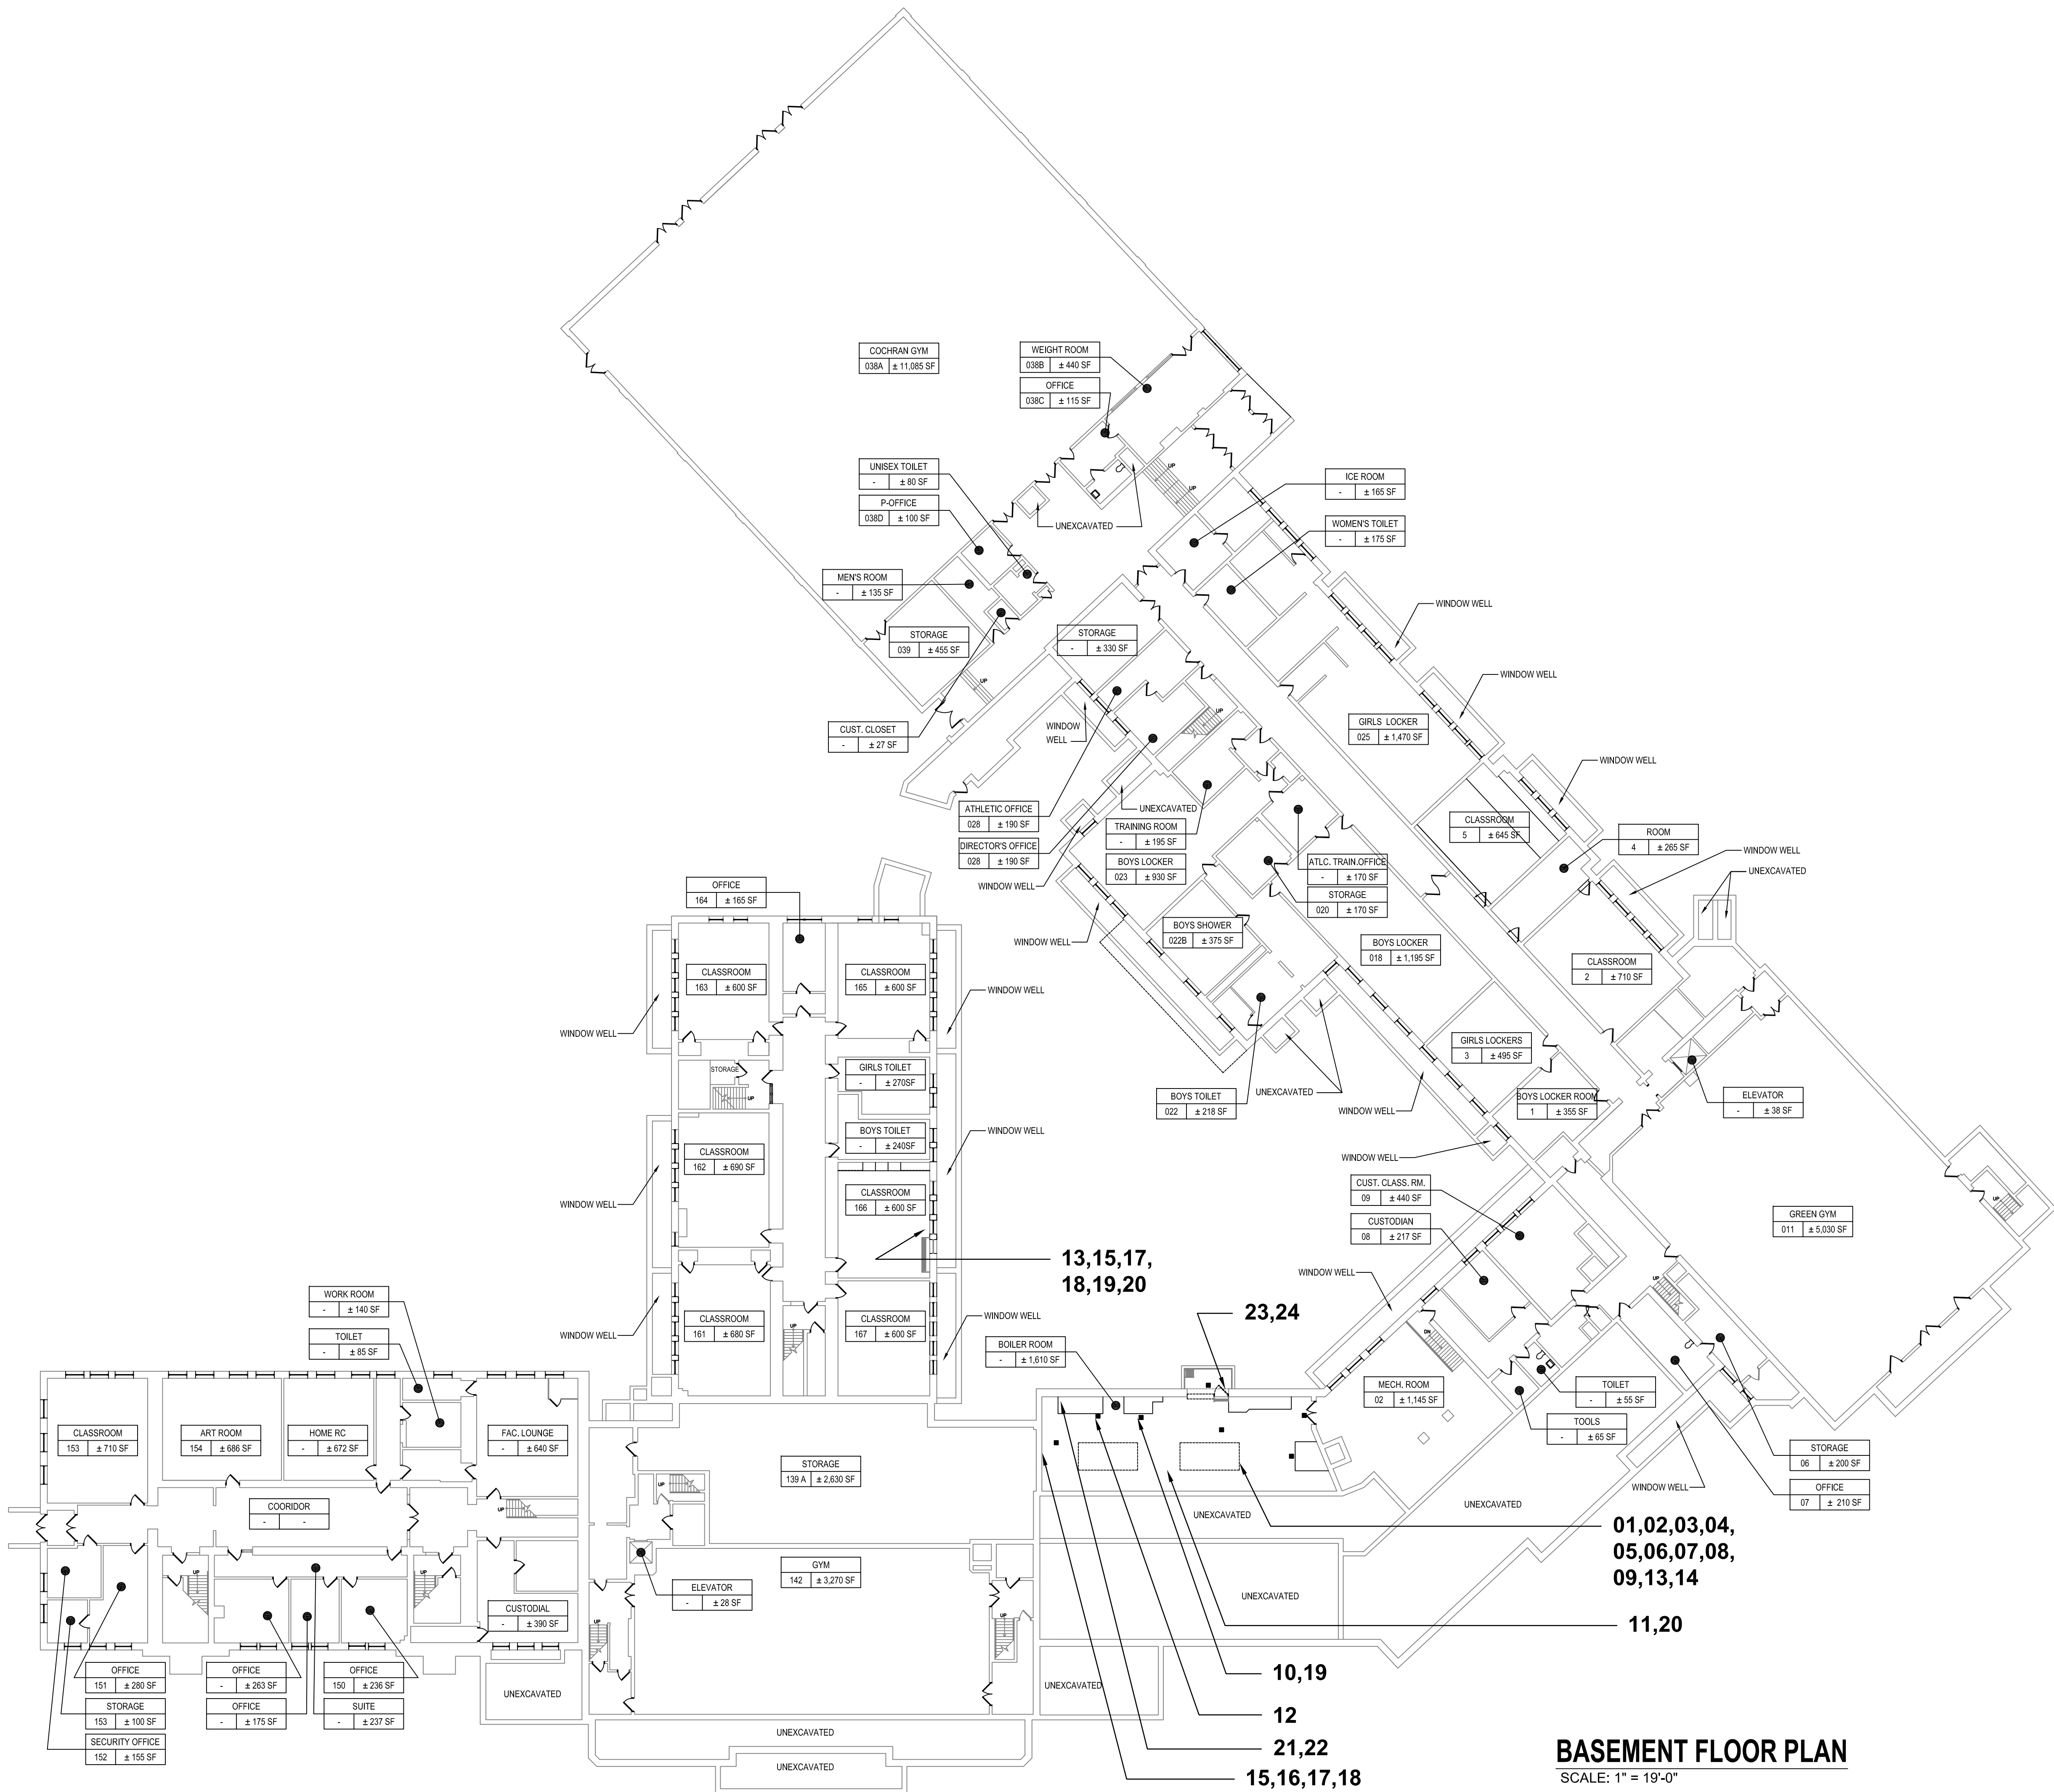 COCHRAN GYM
038A ± 11,085 SF
WEIGHT ROOM
038B ± 440 SF
OFFICE
038C ± 115 SF
UP
UP
UNISEX TOILET
- ± 80 SF
P-OFFICE
038D ± 100 SF
UNEXCAVATED
ICE ROOM
- ± 165 SF
WOMEN'S TOILET
- ± 175 SF
MEN'S ROOM
- ± 135 SF
WINDOW WELL
STORAGE
039 ± 455 SF
STORAGE
- ± 330 SF
UP
WINDOW WELL
CUST. CLOSET
- ± 27 SF
WINDOW
WELL
UP
GIRLS LOCKER
025 ± 1,470 SF
WINDOW WELL
ATHLETIC OFFICE
028 ± 190 SF
UNEXCAVATED
TRAINING ROOM
- ± 195 SF
CLASSROOM
5 ± 645 SF
ROOM
4 ± 265 SF
DIRECTOR'S OFFICE
028 ± 190 SF
BOYS LOCKER
023 ± 930 SF
ATLC. TRAIN.OFFICE
- ± 170 SF
WINDOW WELL
UNEXCAVATED
WINDOW WELL
STORAGE
020 ± 170 SF
OFFICE
164 ± 165 SF
BOYS SHOWER
022B ± 375 SF
WINDOW WELL
BOYS LOCKER
018 ± 1,195 SF
CLASSROOM
2 ± 710 SF
CLASSROOM
163 ± 600 SF
CLASSROOM
165 ± 600 SF
WINDOW WELL
WINDOW WELL
GIRLS LOCKERS
3 ± 495 SF
STORAGE
UP
GIRLS TOILET
- ± 270SF
BOYS TOILET
022 ± 218 SF
UNEXCAVATED
WINDOW WELL
BOYS LOCKER ROOM
1 ± 355 SF
ELEVATOR
- ± 38 SF
BOYS TOILET
- ± 240SF
WINDOW WELL
CLASSROOM
162 ± 690 SF
WINDOW WELL
CUST. CLASS. RM.
09 ± 440 SF
CLASSROOM
166 ± 600 SF
WINDOW WELL
CUSTODIAN
08 ± 217 SF
UP
GREEN GYM
011 ± 5,030 SF
13,15,17,
18,19,20
WINDOW WELL
UP
WORK ROOM
- ± 140 SF
TOILET
- ± 85 SF
WINDOW WELL
CLASSROOM
161 ± 680 SF
UP
CLASSROOM
167 ± 600 SF
WINDOW WELL
23,24
BOILER ROOM
- ± 1,610 SF
DN
MECH. ROOM
02 ± 1,145 SF
TOILET
- ± 55 SF
TOOLS
- ± 65 SF
CLASSROOM
153 ± 710 SF
ART ROOM
154 ± 686 SF
HOME RC
- ± 672 SF
FAC. LOUNGE
- ± 640 SF
STORAGE
139 A ± 2,630 SF
UP
STORAGE
06 ± 200 SF
WINDOW WELL
OFFICE
07 ± 210 SF
COORIDOR
- -
UP
UNEXCAVATED
UNEXCAVATED
01,02,03,04,
05,06,07,08,
09,13,14
UP
UP
GYM
142 ± 3,270 SF
ELEVATOR
- ± 28 SF
UNEXCAVATED
CUSTODIAL
- ± 390 SF
UP
UP
11,20
OFFICE
151 ± 280 SF
OFFICE
- ± 263 SF
OFFICE
150 ± 236 SF
10,19
UNEXCAVATED
UNEXCAVATED
STORAGE
153 ± 100 SF
OFFICE
- ± 175 SF
SUITE
- ± 237 SF
12
SECURITY OFFICE
152 ± 155 SF
UNEXCAVATED
21,22
UNEXCAVATED
15,16,17,18
BASEMENT FLOOR PLAN
SCALE: 1" = 19'-0"